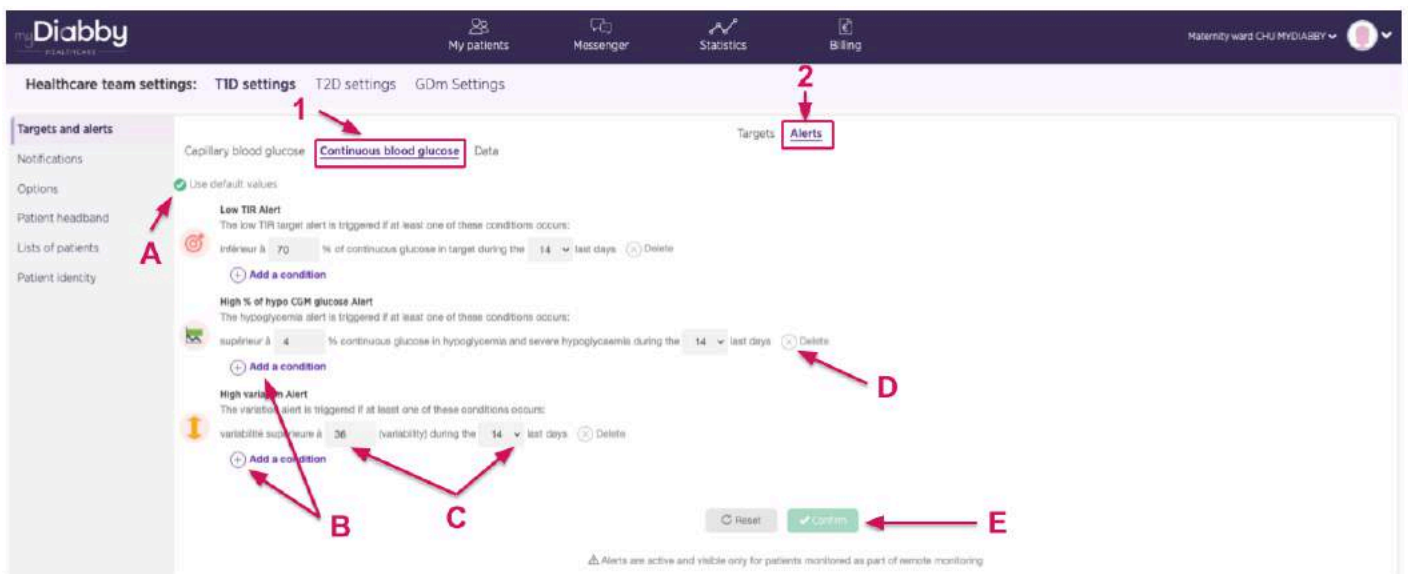 myDiabby
HEALTHCARE
My patients
Messenger
Statistics
Billing
Maternity ward CHU MYDIABBY
Healthcare team settings: T1D settings T2D settings GDm Settings
2
1
Targets and alerts
Targets Alerts
Capillary blood glucose Continuous blood glucose Data
Notifications
Options
Use default values
Patient headband
Lists of patients
Patient identity
A
Low TIR Alert
The low TIR target alert is triggered if at least one of these conditions occurs:
inférieur à 70 % of continuous glucose in target during the 14 last days Delete
Add a condition
High % of hypo CGM glucose Alert
The hypoglycemia alert is triggered if at least one of these conditions occurs:
supérieur à 4 % continuous glucose in hypoglycemia and severe hypoglycaemia during the 14 last days Delete
Add a condition
D
High variation Alert
The variation alert is triggered if at least one of these conditions occurs:
variabilité supérieure à 36 (variability) during the 14 last days Delete
Add a condition
B
C
Reset
Confirm
E
Alerts are active and visible only for patients monitored as part of remote monitoring